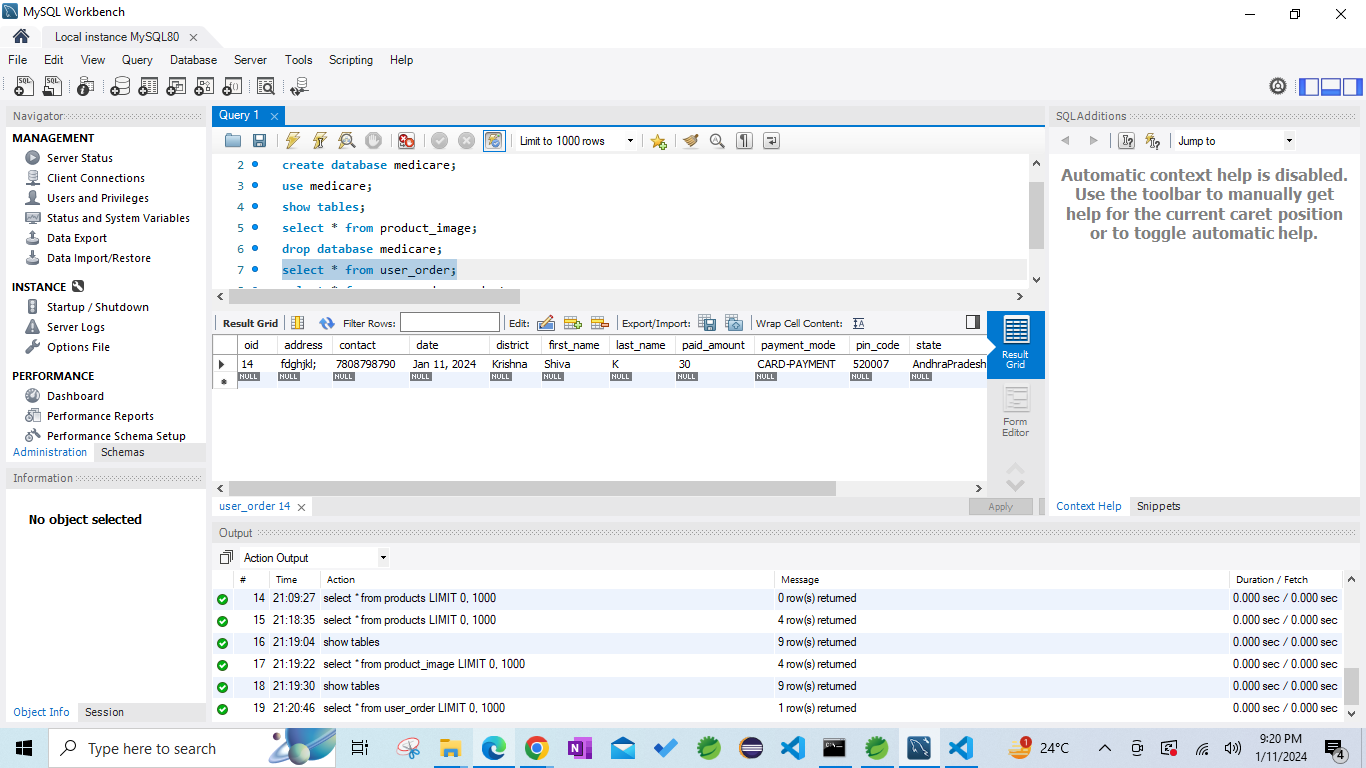 MySQL Workbench
Local instance MySQL80
File Edit View Query Database Server Tools Scripting Help
Navigator
MANAGEMENT
Server Status
Client Connections
Users and Privileges
Status and System Variables
Data Export
Data Import/Restore
INSTANCE
Startup / Shutdown
Server Logs
Options File
PERFORMANCE
Dashboard
Performance Reports
Performance Schema Setup
Administration Schemas
Information
No object selected
Object Info Session
Query 1
Limit to 1000 rows
2 create database medicare;
3 use medicare;
4 show tables;
5 select * from product_image;
6 drop database medicare;
7 select * from user_order;
Result Grid Filter Rows: Edit: Export/Import: Wrap Cell Content:
oid address contact date district first_name last_name paid_amount payment_mode pin_code state
14 fdghjkl; 7808798790 Jan 11, 2024 Krishna Shiva K 30 CARD-PAYMENT 520007 AndhraPradesh
NULL NULL NULL NULL NULL NULL NULL NULL NULL NULL NULL
Result
Grid
Form
Editor
user_order 14
Apply
SQLAdditions
Jump to
Automatic context help is disabled.
Use the toolbar to manually get
help for the current caret position
or to toggle automatic help.
Context Help Snippets
Output
Action Output
# Time Action Message Duration / Fetch
14 21:09:27 select * from products LIMIT 0, 1000 0 row(s) returned 0.000 sec / 0.000 sec
15 21:18:35 select * from products LIMIT 0, 1000 4 row(s) returned 0.000 sec / 0.000 sec
16 21:19:04 show tables 9 row(s) returned 0.000 sec / 0.000 sec
17 21:19:22 select * from product_image LIMIT 0, 1000 4 row(s) returned 0.000 sec / 0.000 sec
18 21:19:30 show tables 9 row(s) returned 0.000 sec / 0.000 sec
19 21:20:46 select * from user_order LIMIT 0, 1000 1 row(s) returned 0.000 sec / 0.000 sec
Type here to search
1
24°C
9:20 PM
1/11/2024
4